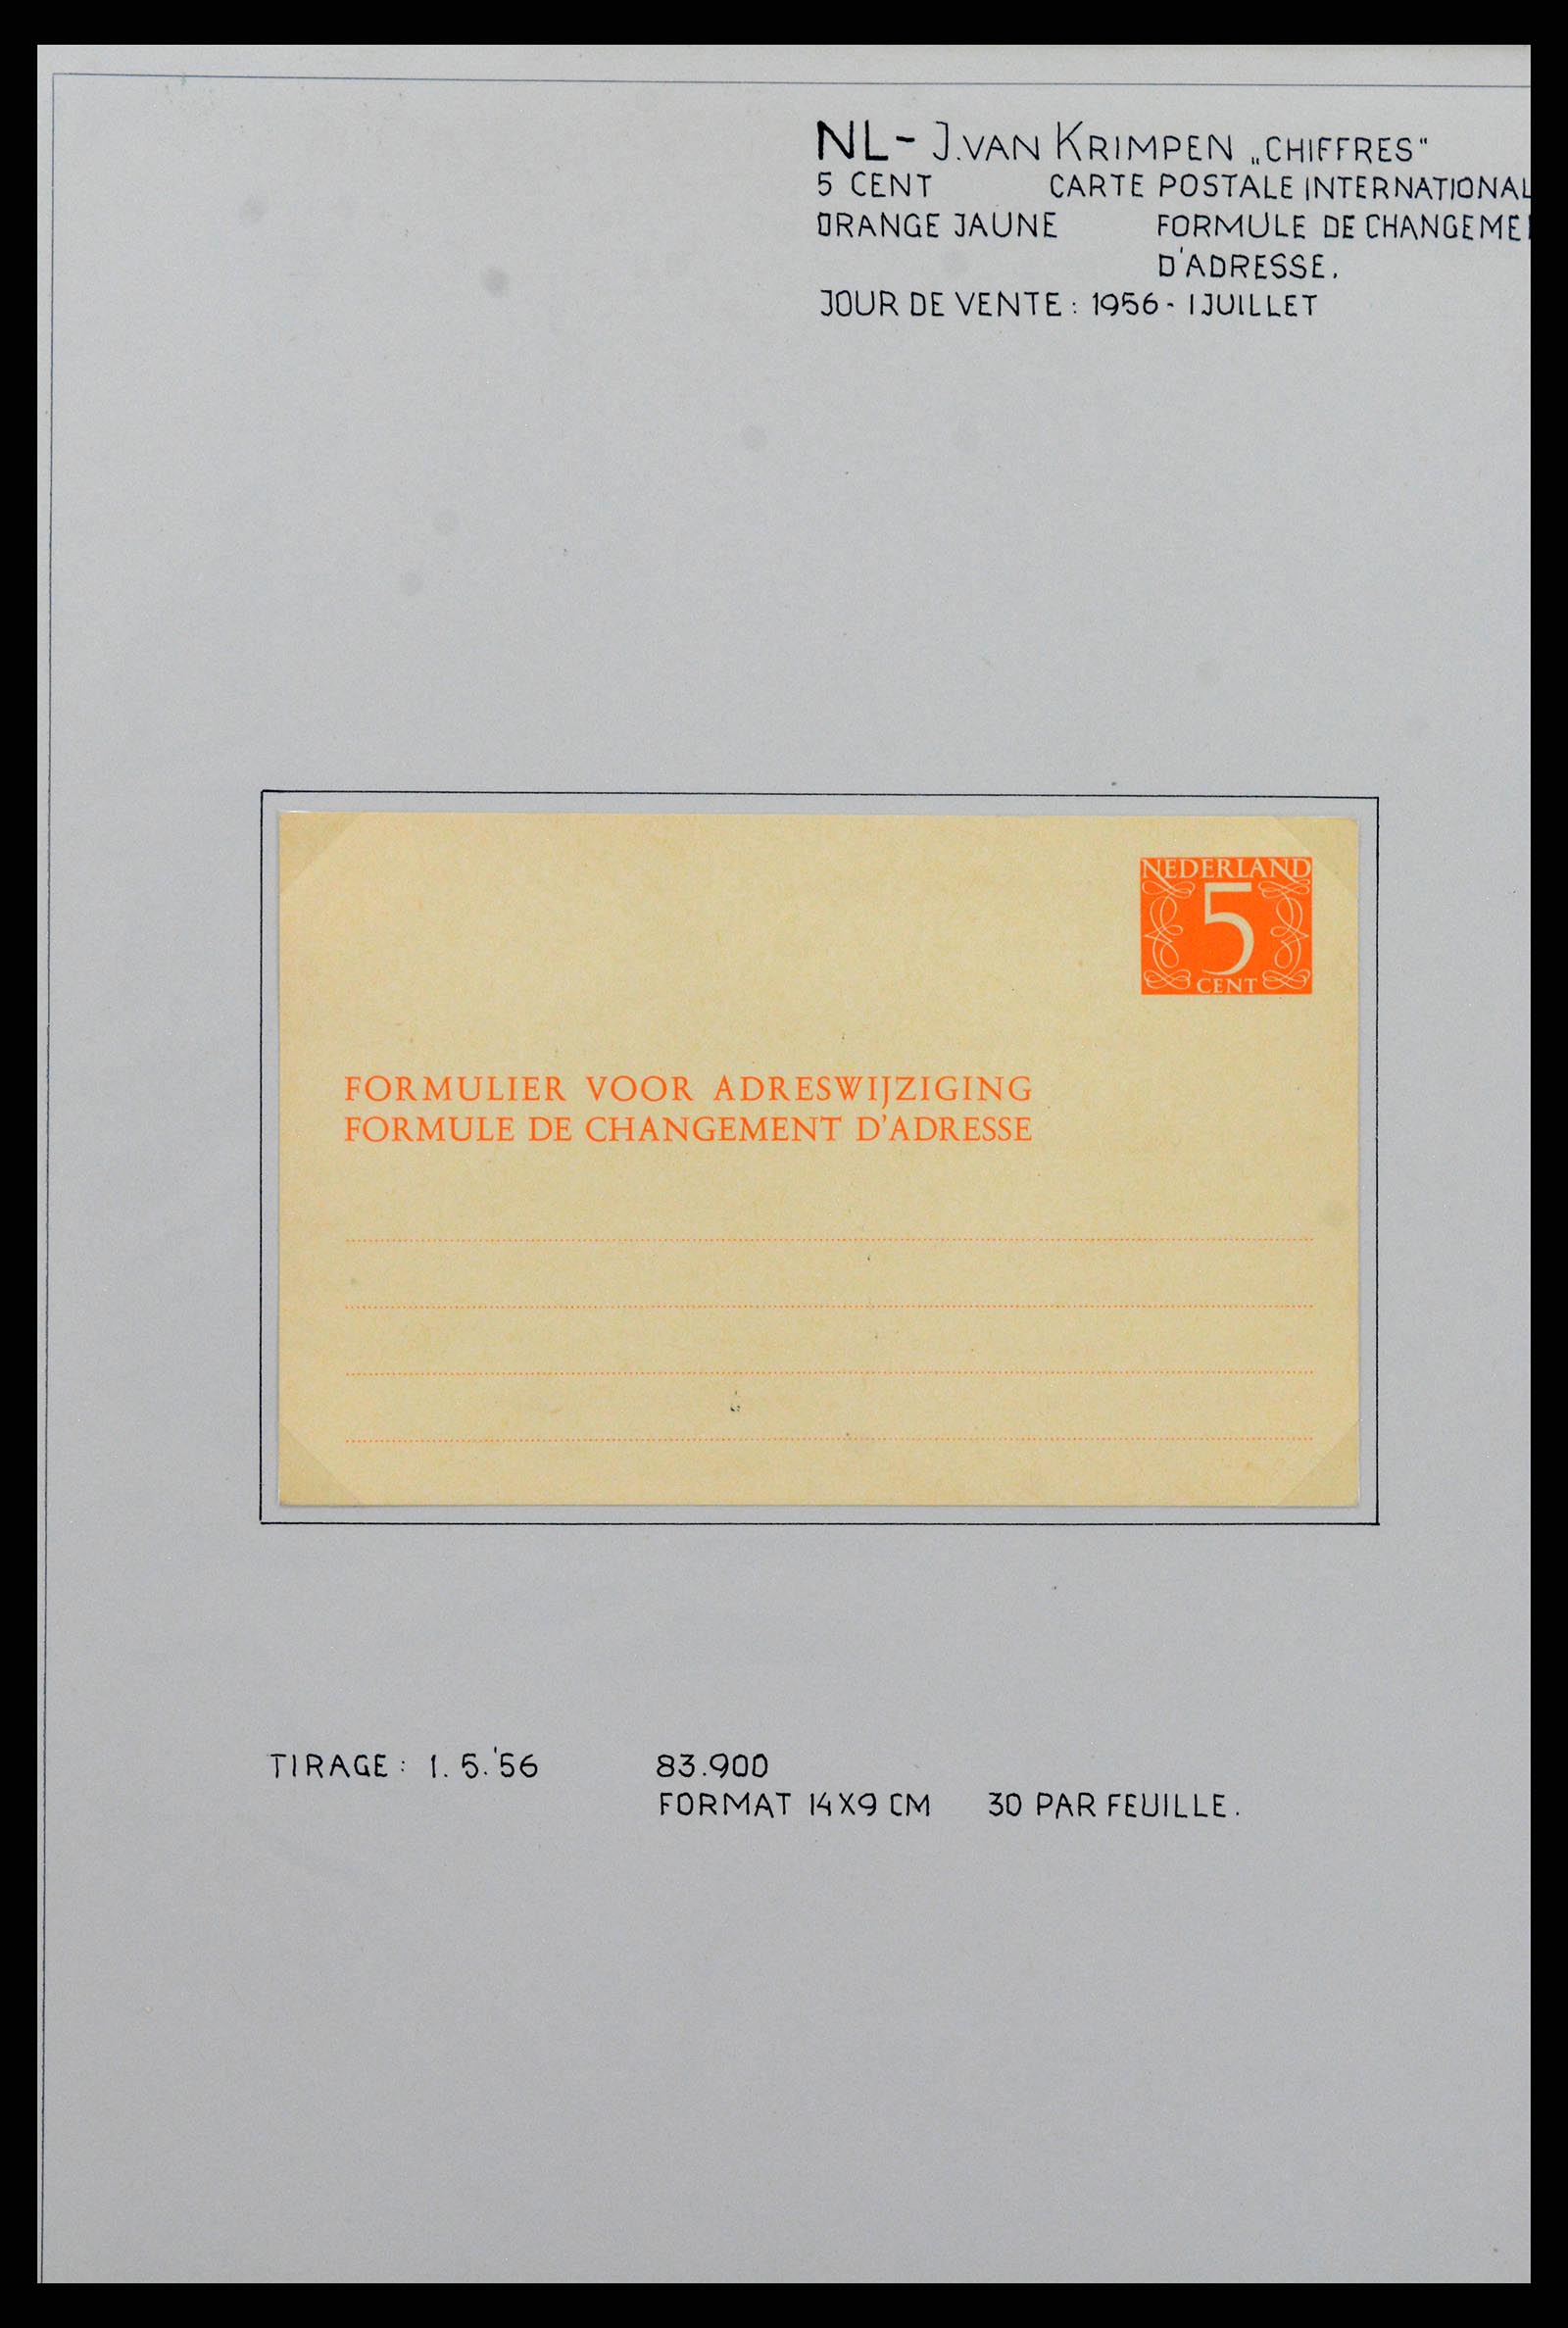 NL- J. VAN KRIMPEN „CHIFFRES"
5 CENT CARTE POSTALE INTERNATIONAL
ORANGE JAUNE FORMULE DE CHANGEME
D'ADRESSE.
JOUR DE VENTE: 1956 - 1 JUILLET
NEDERLAND
5
CENT
FORMULIER VOOR ADRESWIJZIGING
FORMULE DE CHANGEMENT D'ADRESSE
TIRAGE: 1.5.'56 83.900
FORMAT 14X9 CM 30 PAR FEUILLE.